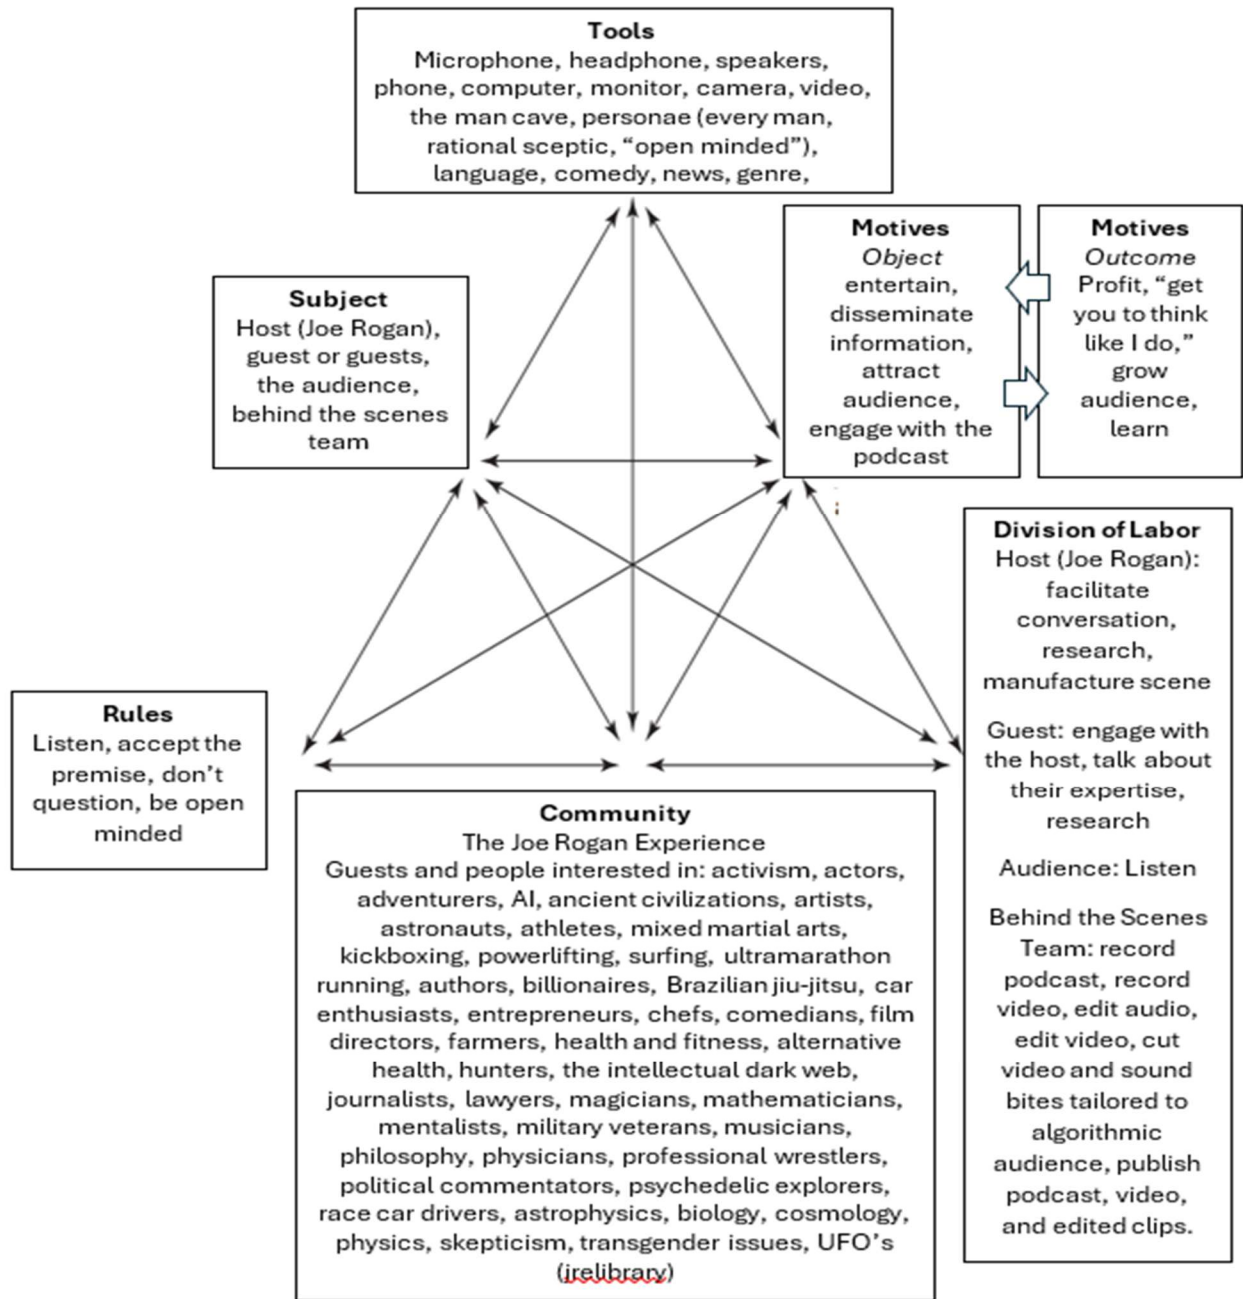 Tools
Microphone, headphone, speakers,
phone, computer, monitor, camera, video,
the man cave, personae (every man,
rational sceptic, “open minded”),
language, comedy, news, genre,
Subject
Host (Joe Rogan),
guest or guests,
the audience,
behind the scenes
team
Motives
Object
entertain,
disseminate
information,
attract
audience,
engage with the
podcast
Motives
Outcome
Profit, “get
you to think
like I do,”
grow
audience,
learn
Rules
Listen, accept the
premise, don’t
question, be open
minded
Community
The Joe Rogan Experience
Guests and people interested in: activism, actors,
adventurers, AI, ancient civilizations, artists,
astronauts, athletes, mixed martial arts,
kickboxing, powerlifting, surfing, ultramarathon
running, authors, billionaires, Brazilian jiu-jitsu, car
enthusiasts, entrepreneurs, chefs, comedians, film
directors, farmers, health and fitness, alternative
health, hunters, the intellectual dark web,
journalists, lawyers, magicians, mathematicians,
mentalists, military veterans, musicians,
philosophy, physicians, professional wrestlers,
political commentators, psychedelic explorers,
race car drivers, astrophysics, biology, cosmology,
physics, skepticism, transgender issues, UFO’s
(jrelibrary)
Division of Labor
Host (Joe Rogan):
facilitate
conversation,
research,
manufacture scene
Guest: engage with
the host, talk about
their expertise,
research
Audience: Listen
Behind the Scenes
Team: record
podcast, record
video, edit audio,
edit video, cut
video and sound
bites tailored to
algorithmic
audience, publish
podcast, video,
and edited clips.